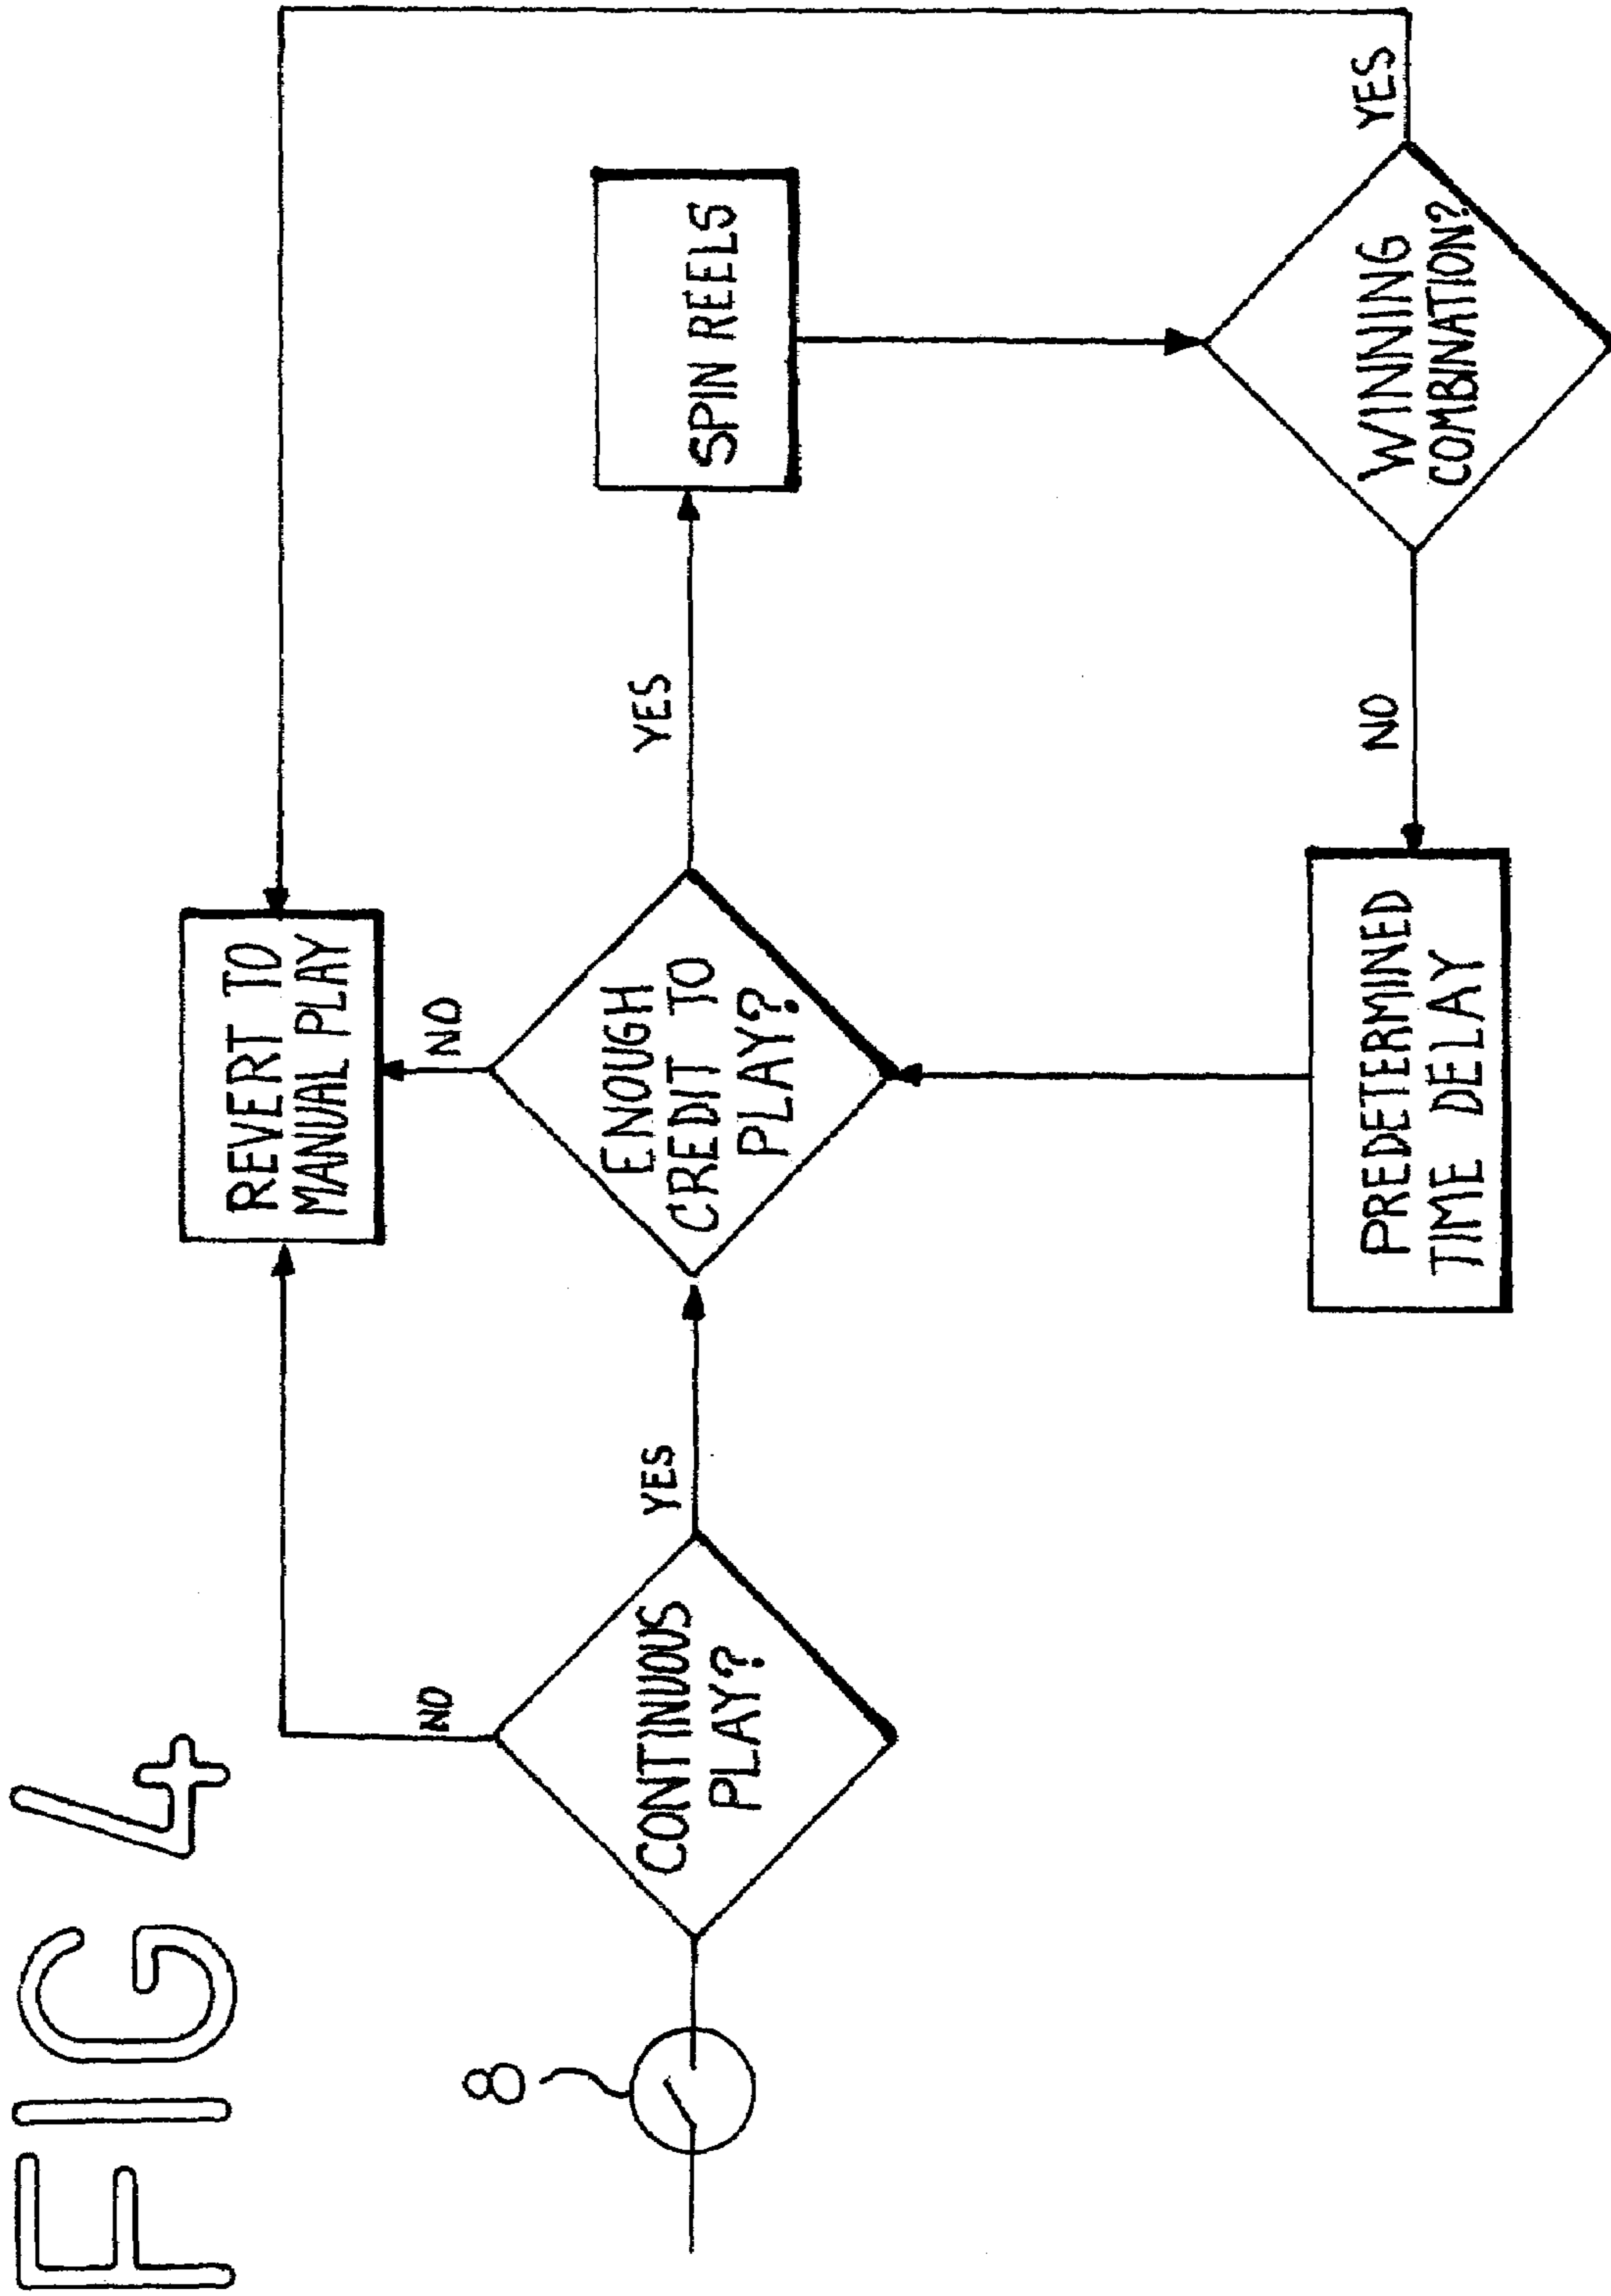 FIG 4
8
CONTINUOUS
PLAY?
NO
YES
REVERT TO
MANUAL PLAY
NO
ENOUGH
CREDIT TO
PLAY?
YES
SPIN REELS
PREDETERMINED
TIME DELAY
NO
WINNING
COMBINATION?
YES